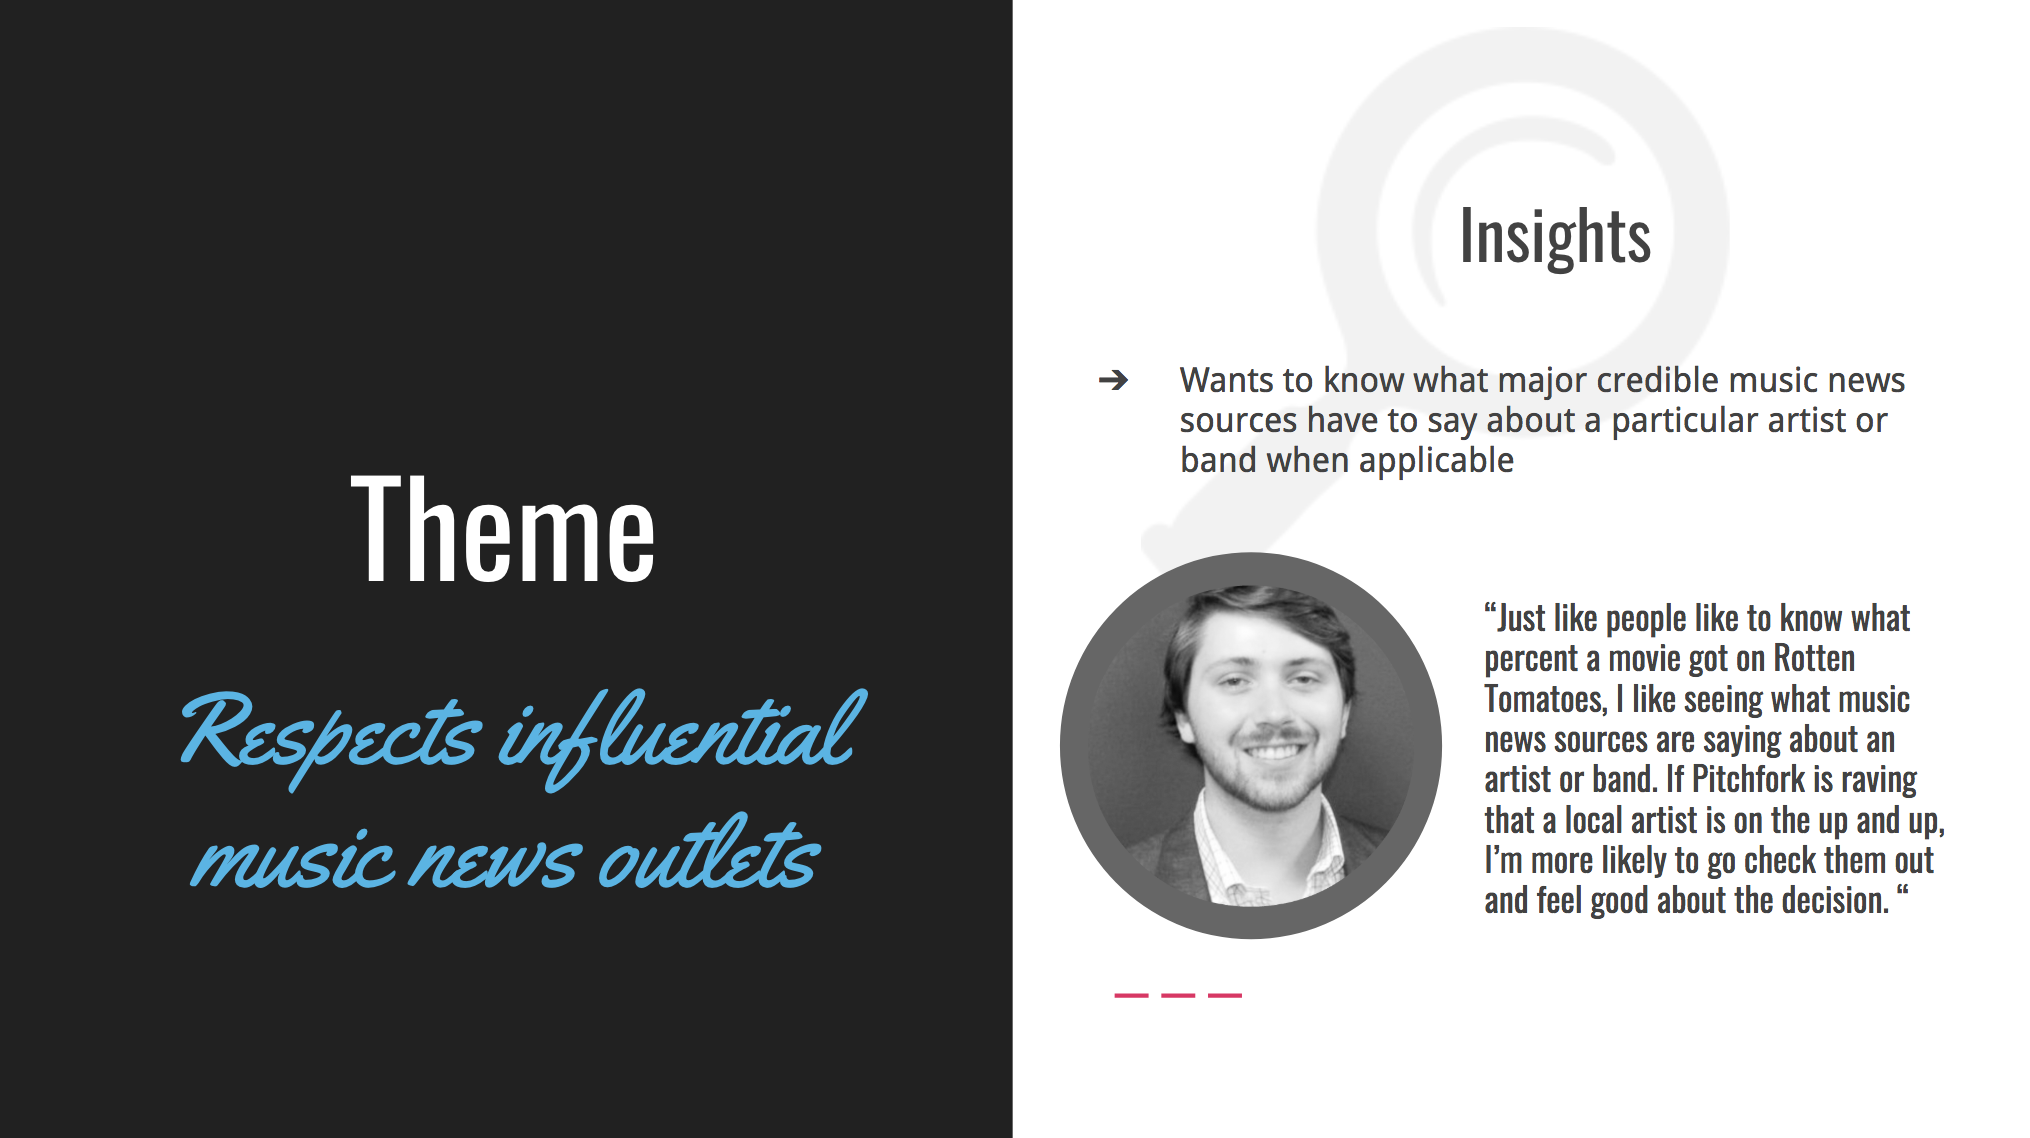 Theme
Respects influential
music news outlets
Insights
➔ Wants to know what major credible music news
sources have to say about a particular artist or
band when applicable
“Just like people like to know what
percent a movie got on Rotten
Tomatoes, I like seeing what music
news sources are saying about an
artist or band. If Pitchfork is raving
that a local artist is on the up and up,
I’m more likely to go check them out
and feel good about the decision. “